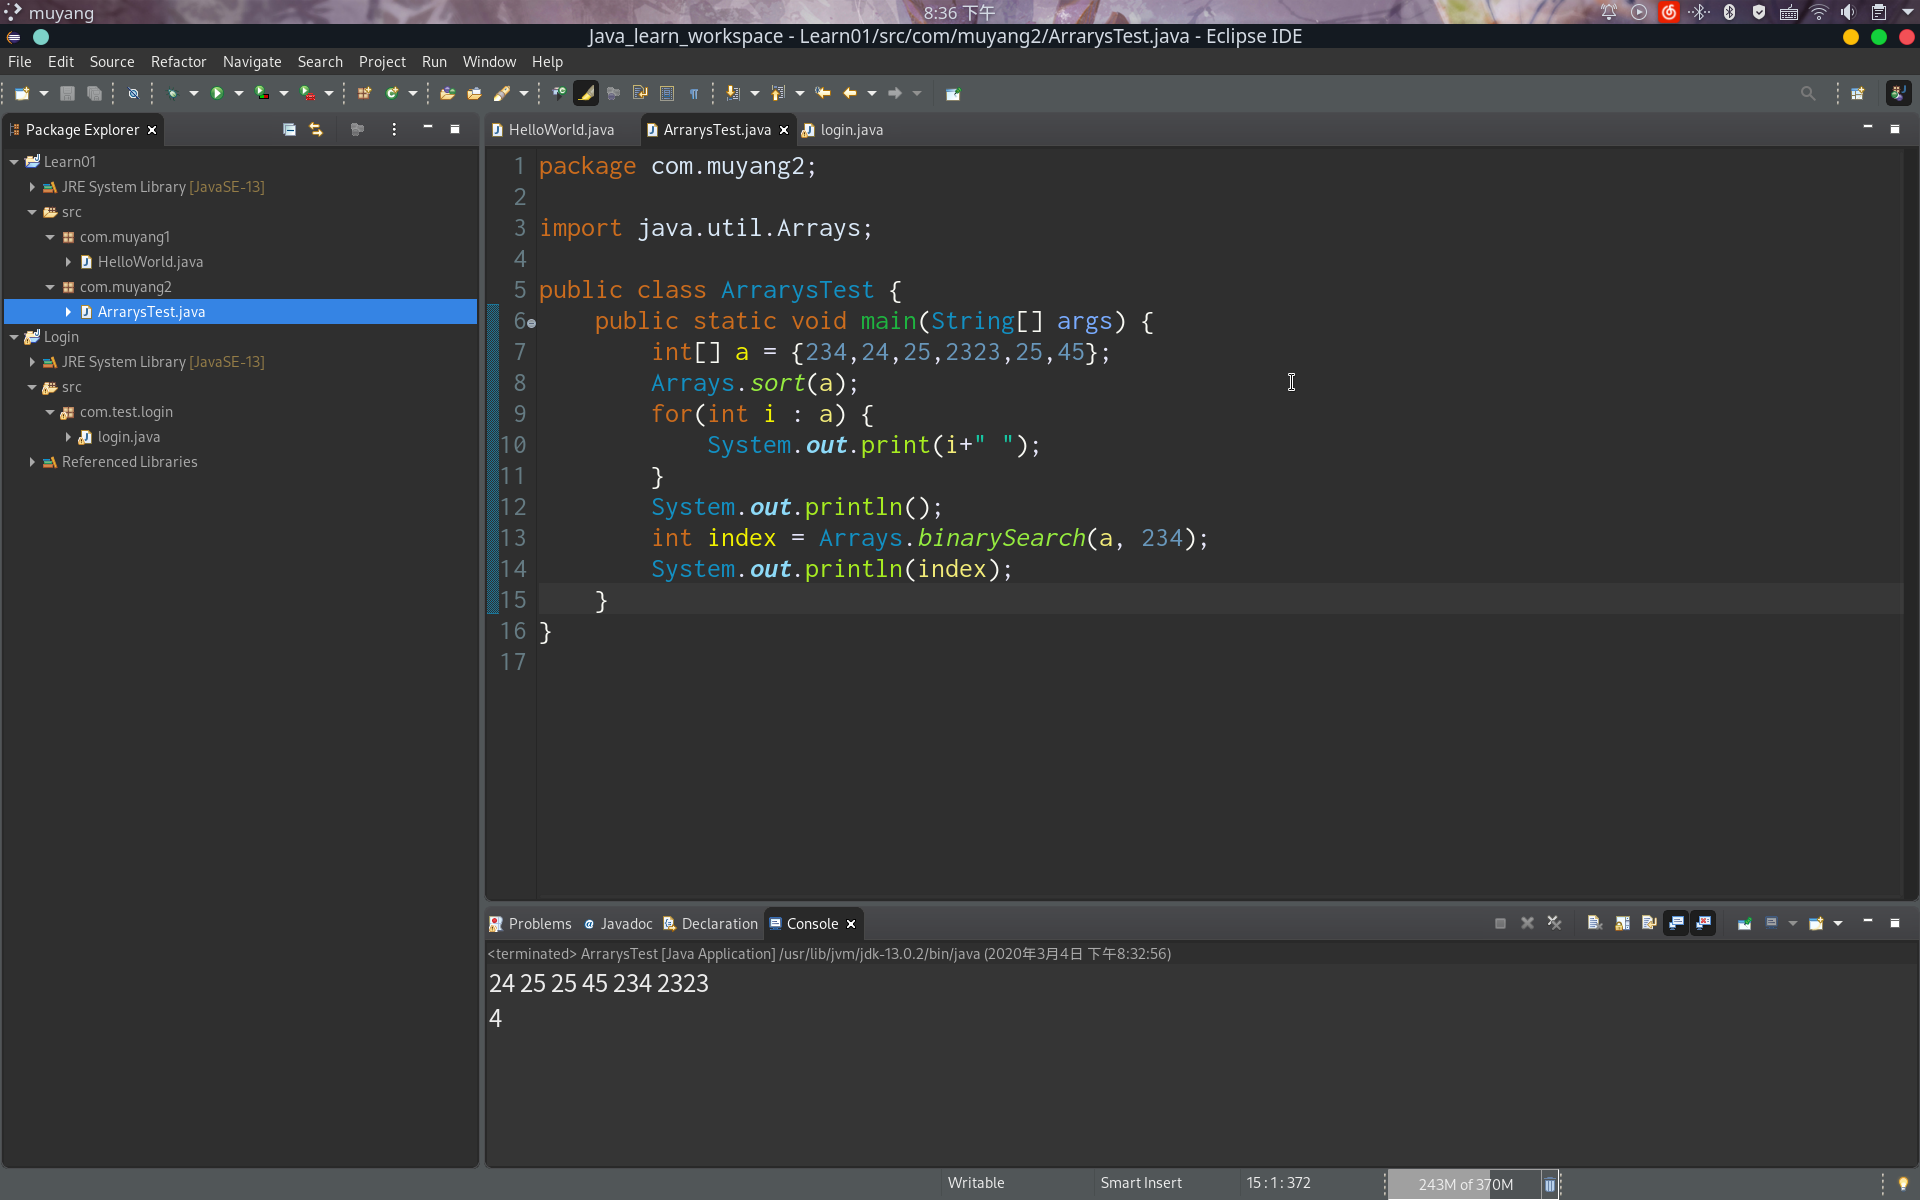 muyang
8:36 下午
Java_learn_workspace - Learn01/src/com/muyang2/ArrarysTest.java - Eclipse IDE
File Edit Source Refactor Navigate Search Project Run Window Help
Package Explorer
Learn01
JRE System Library [JavaSE-13]
src
com.muyang1
HelloWorld.java
com.muyang2
ArrarysTest.java
Login
JRE System Library [JavaSE-13]
src
com.test.login
login.java
Referenced Libraries
HelloWorld.java ArrarysTest.java login.java
1 package com.muyang2;
2
3 import java.util.Arrays;
4
5 public class ArrarysTest {
6 public static void main(String[] args) {
7 int[] a = {234,24,25,2323,25,45};
8 Arrays.sort(a);
9 for(int i : a) {
10 System.out.print(i+" ");
11 }
12 System.out.println();
13 int index = Arrays.binarySearch(a, 234);
14 System.out.println(index);
15 }
16 }
17
Problems Javadoc Declaration Console
<terminated> ArrarysTest [Java Application] /usr/lib/jvm/jdk-13.0.2/bin/java (2020年3月4日 下午8:32:56)
24 25 25 45 234 2323
4
Writable Smart Insert 15 : 1 : 372 243M of 370M